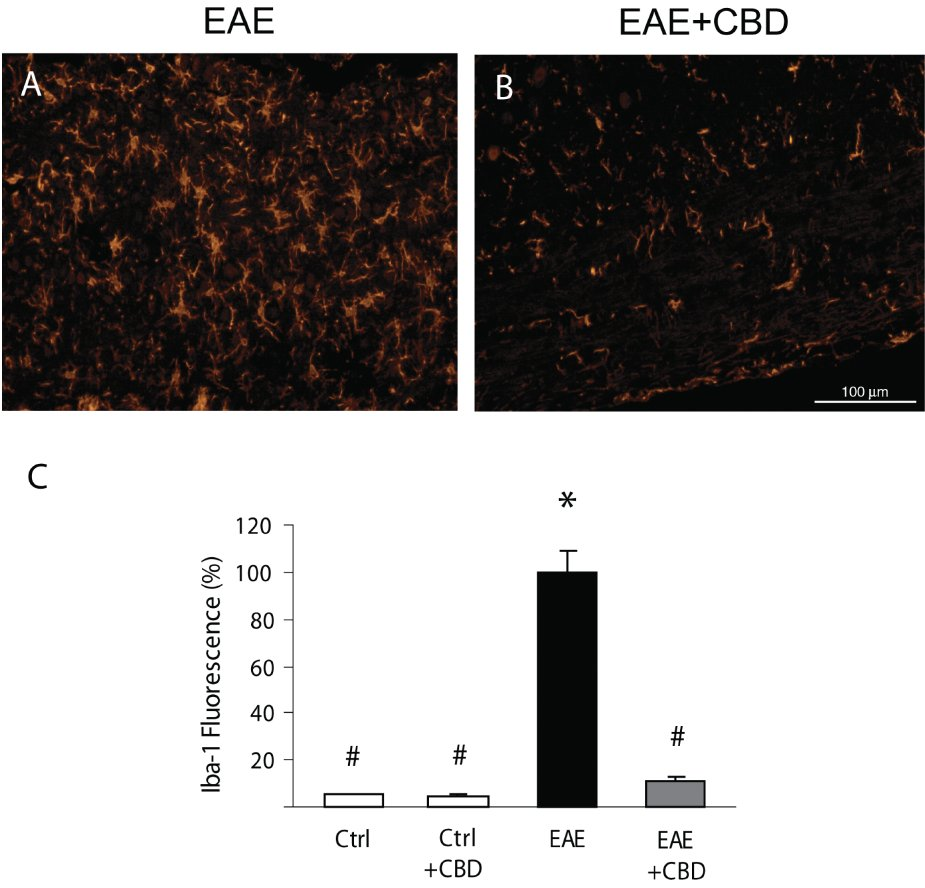 EAE
EAE+CBD
A
B
100 μm
C
*
120
100
80
60
40
20
Iba-1 Fluorescence (%)
#
#
#
Ctrl
Ctrl
+CBD
EAE
EAE
+CBD